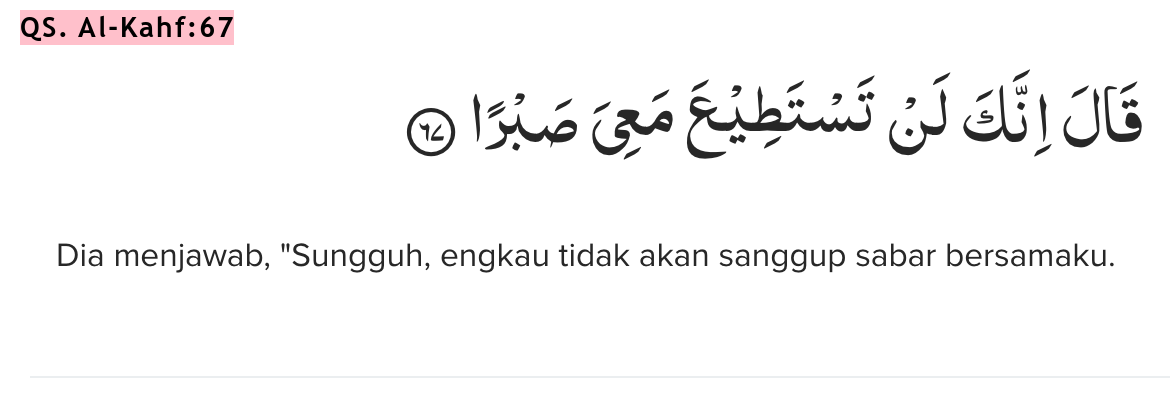 QS. Al-Kahf:67
قَالَ اِنَّكَ لَنْ تَسْتَطِيْعَ مَعِيَ صَبْرًا ٦٧
Dia menjawab, "Sungguh, engkau tidak akan sanggup sabar bersamaku.